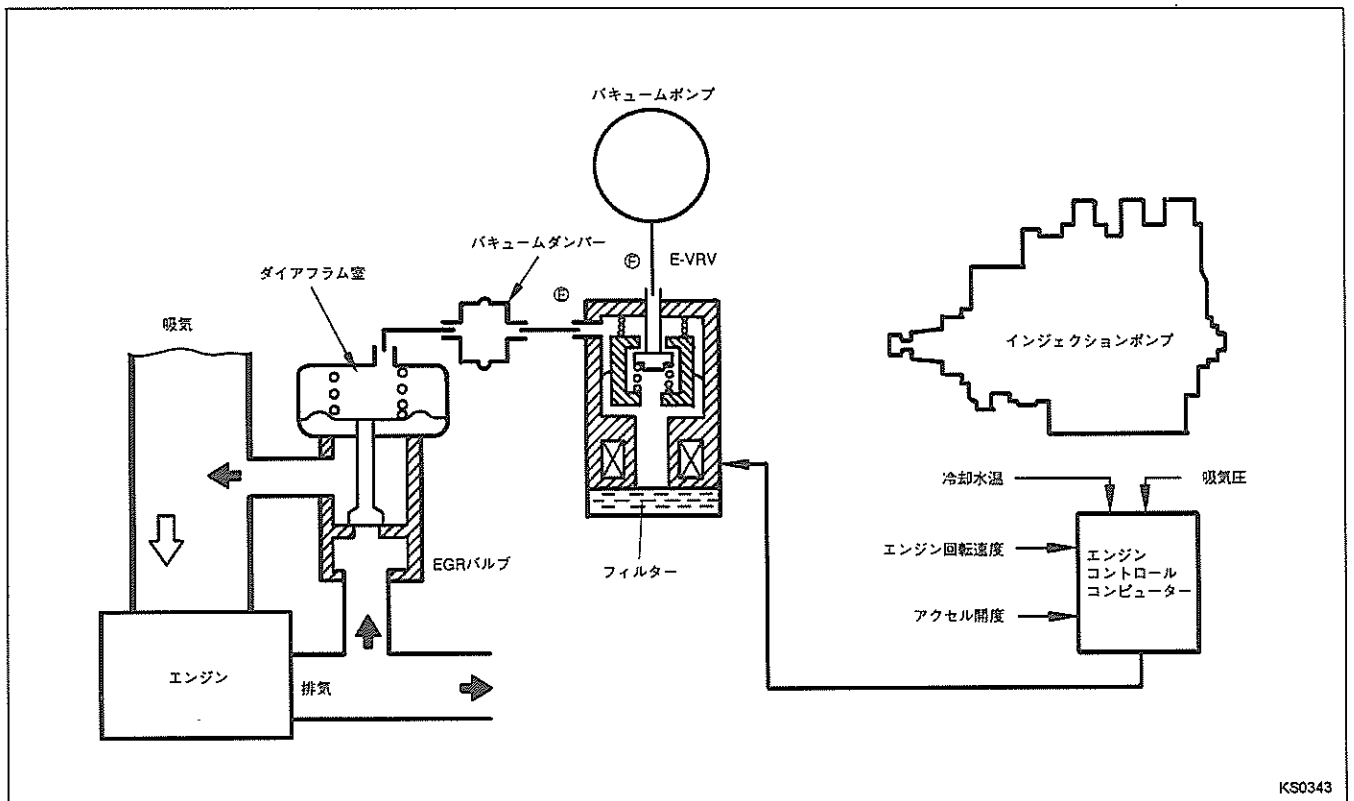 バキュームポンプ
バキュームダンパー
Ⓔ
E-VRV
ダイアフラム室
Ⓔ
吸気
インジェクションポンプ
冷却水温
吸気圧
エンジン回転速度
エンジン
コントロール
コンピューター
EGRバルブ
フィルター
アクセル開度
エンジン
排気
KS0343